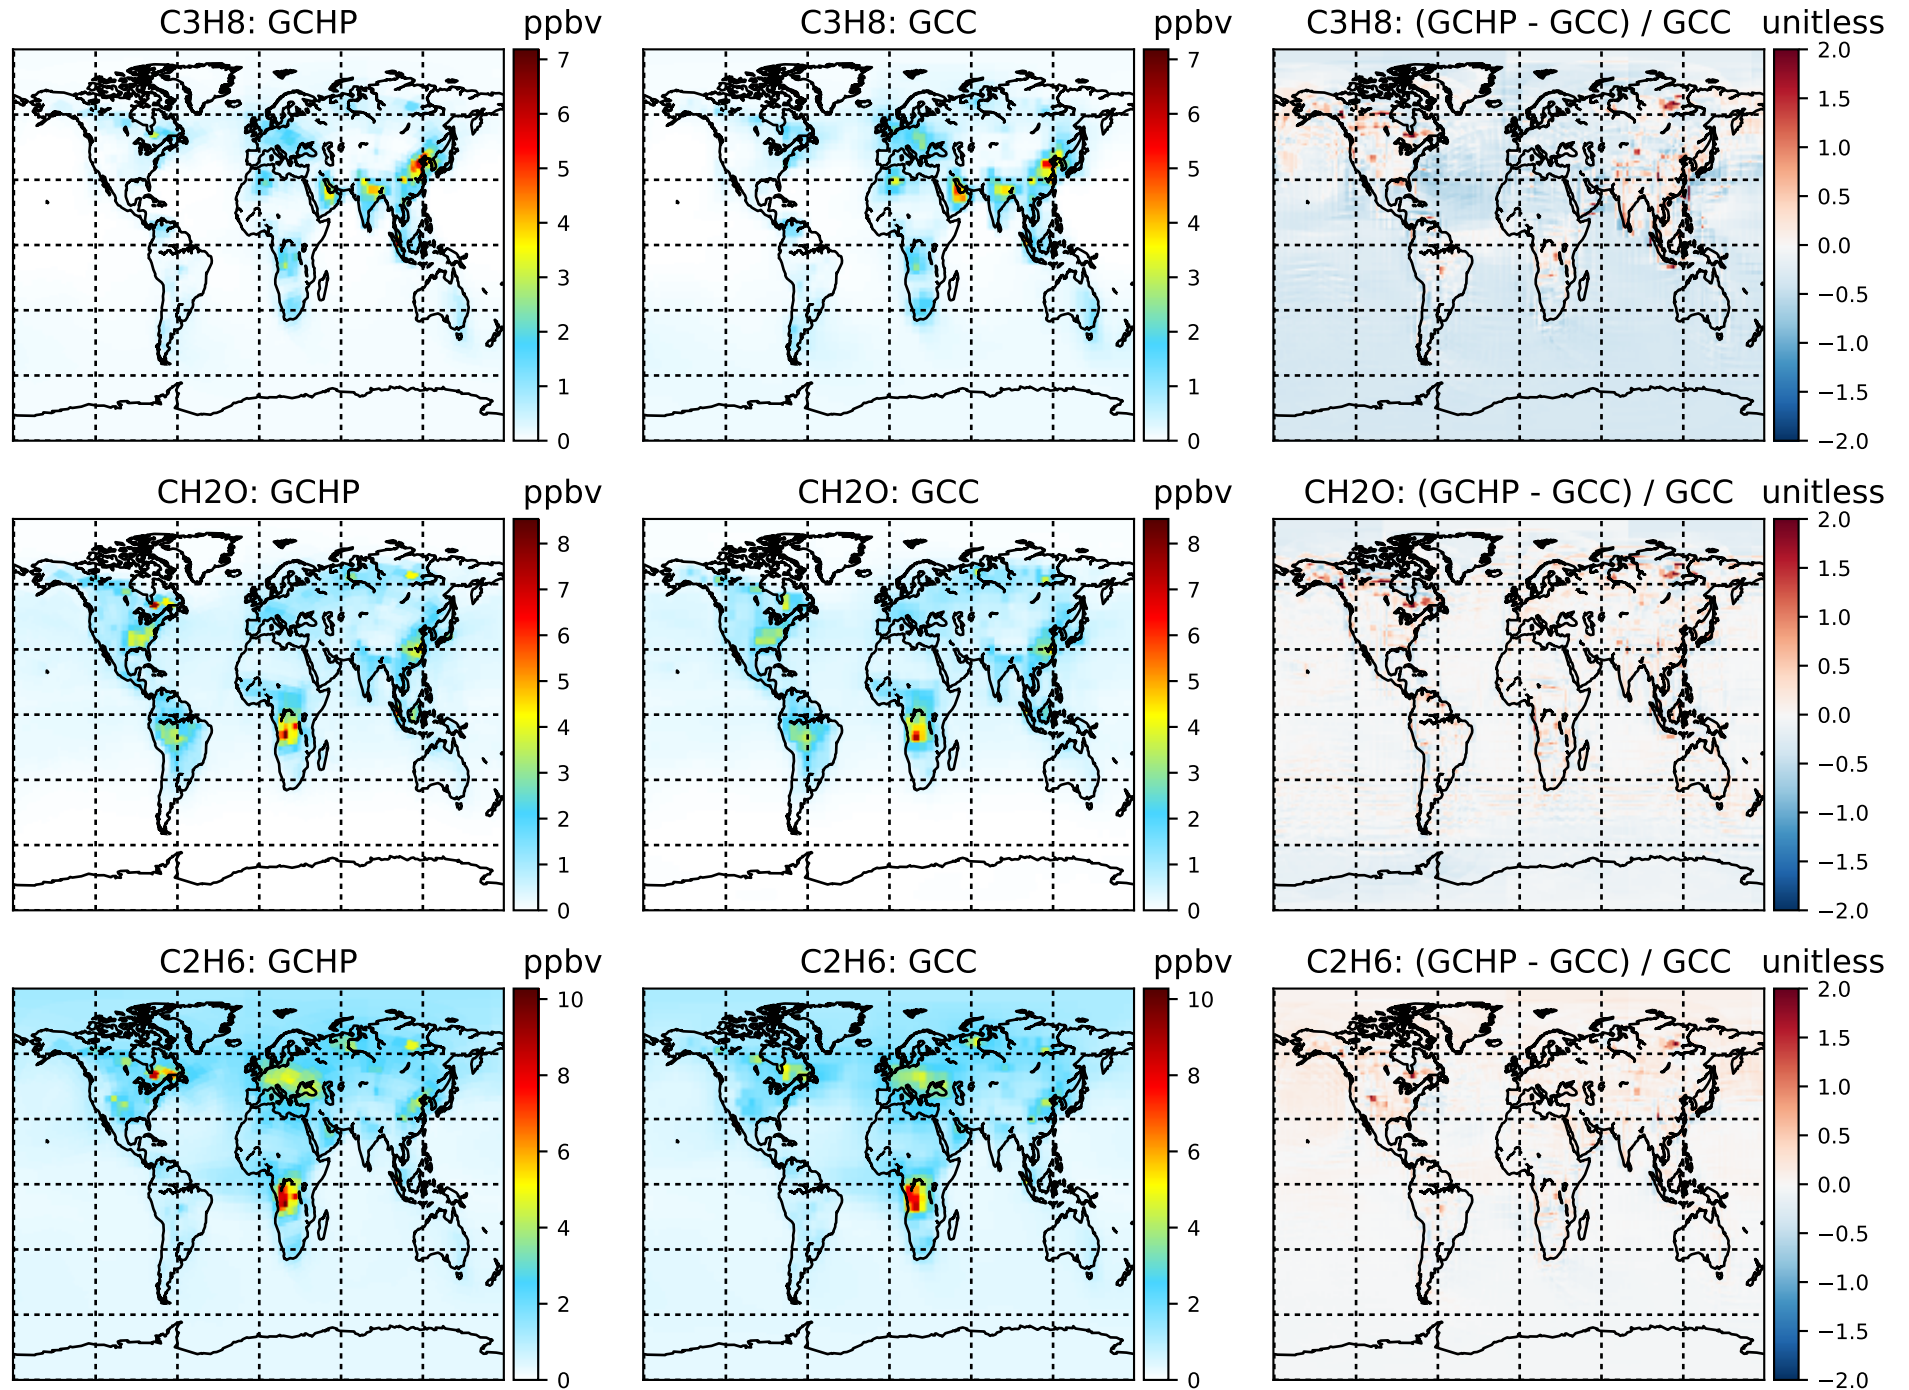 C3H8: GCHP ppbv C3H8: GCC ppbv C3H8: (GCHP - GCC) / GCC unitless
7 7 2.0
6 6 1.5
5 5 1.0
4 4 0.5
3 3 0.0
2 2 −0.5
1 1 −1.0
0 0 −1.5
−2.0
CH2O: GCHP ppbv CH2O: GCC ppbv CH2O: (GCHP - GCC) / GCC unitless
8 8 2.0
7 7 1.5
6 6 1.0
5 5 0.5
4 4 0.0
3 3 −0.5
2 2 −1.0
1 1 −1.5
0 0 −2.0
C2H6: GCHP ppbv C2H6: GCC ppbv C2H6: (GCHP - GCC) / GCC unitless
10 10 2.0
8 8 1.5
6 6 1.0
4 4 0.5
2 2 0.0
0 0 −0.5
−1.0
−1.5
−2.0